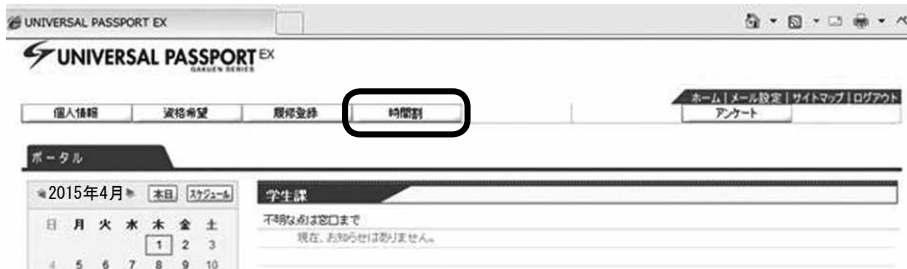 UNIVERSAL PASSPORT EX
UNIVERSAL PASSPORT EX
GAKUEN SERIES
ホーム | メール設定 | サイトマップ | ログアウト
個人情報 資格希望 履修登録 時間割 アンケート
ポータル
2015年4月 本日 スケジュール
学生課
不明な点は窓口まで
日 月 火 水 木 金 土
現在、お知らせはありません。
1 2 3
4 5 6 7 8 9 10